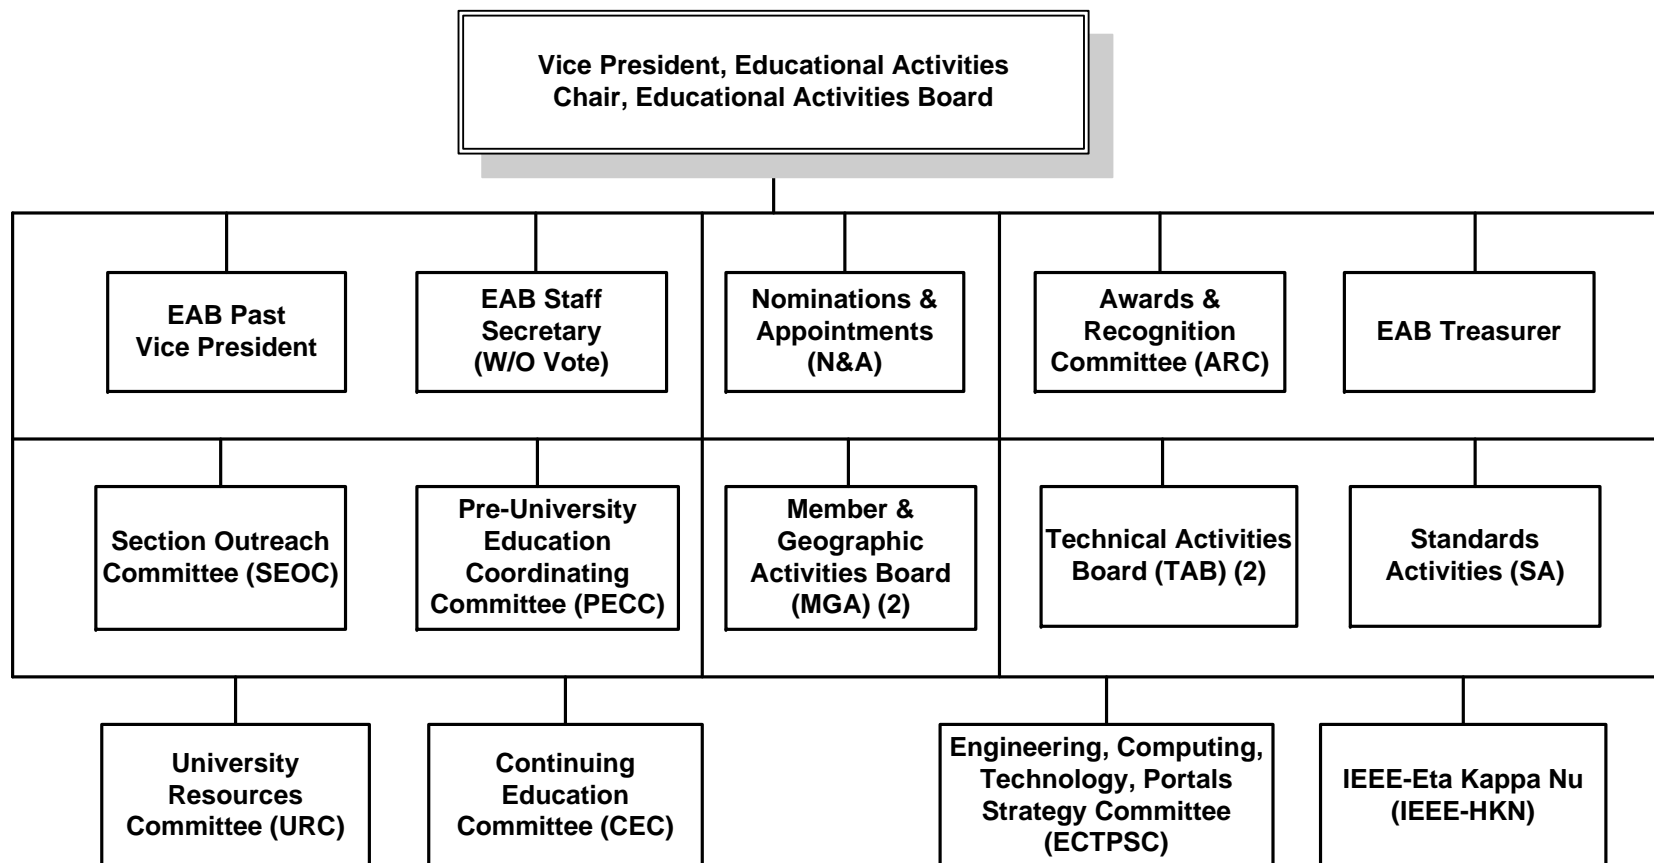 Vice President, Educational Activities
Chair, Educational Activities Board
EAB Past
Vice President
EAB Staff
Secretary
(W/O Vote)
Nominations &
Appointments
(N&A)
Awards &
Recognition
Committee (ARC)
EAB Treasurer
Section Outreach
Committee (SEOC)
Pre-University
Education
Coordinating
Committee (PECC)
Member &
Geographic
Activities Board
(MGA) (2)
Technical Activities
Board (TAB) (2)
Standards
Activities (SA)
University
Resources
Committee (URC)
Continuing
Education
Committee (CEC)
Engineering, Computing,
Technology, Portals
Strategy Committee
(ECTPSC)
IEEE-Eta Kappa Nu
(IEEE-HKN)